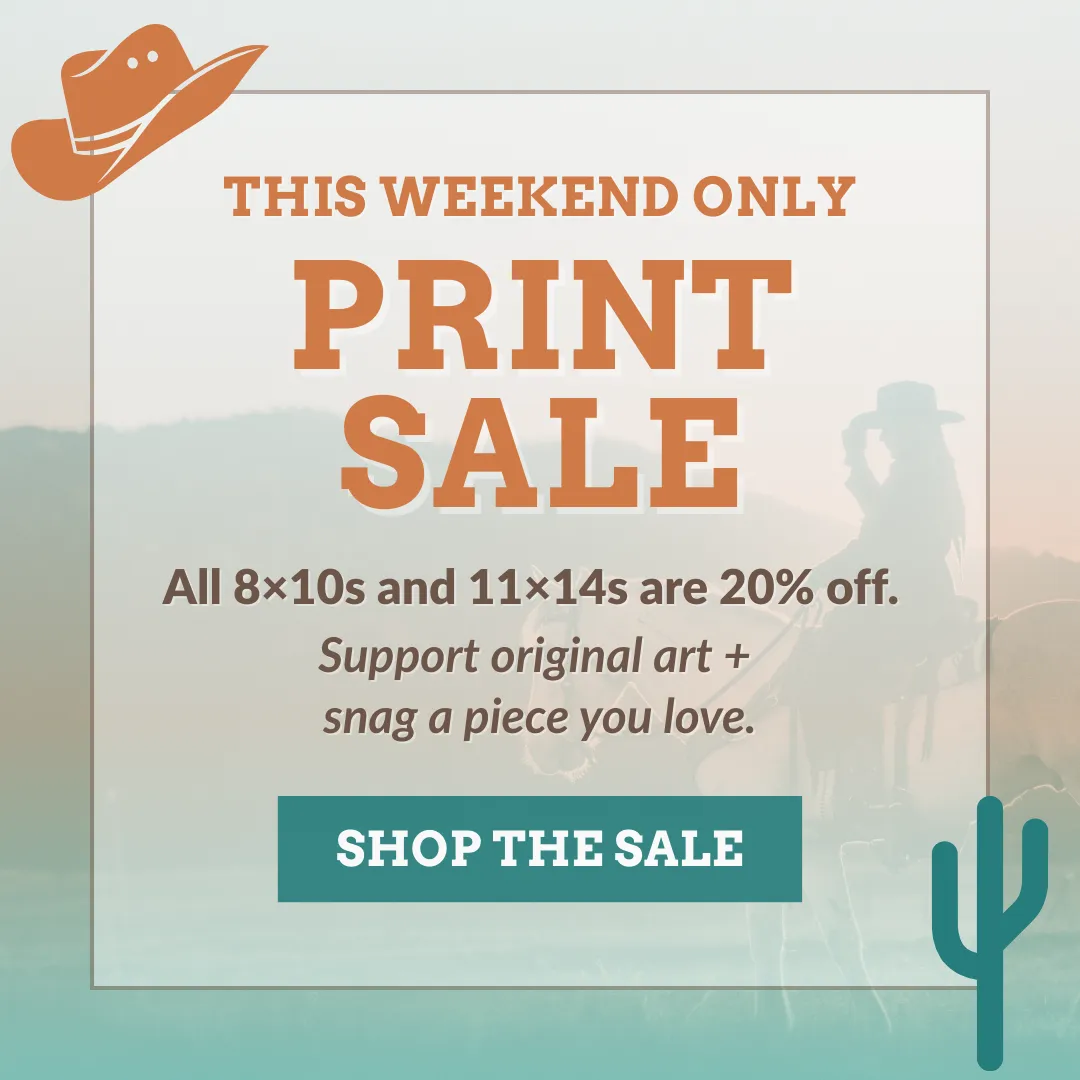 THIS WEEKEND ONLY
PRINT
SALE
All 8×10s and 11×14s are 20% off.
Support original art +
snag a piece you love.
SHOP THE SALE